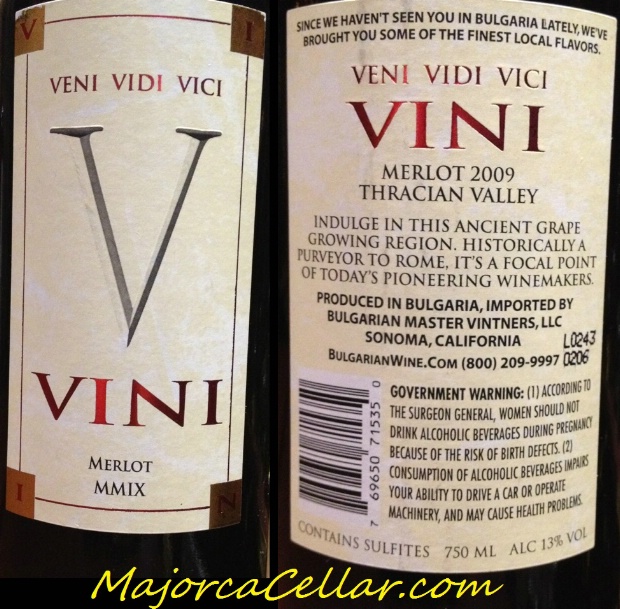 V
I
VENI VIDI VICI
V
VINI
MERLOT
MMIX
I
N
SINCE WE HAVEN'T SEEN YOU IN BULGARIA LATELY, WE'VE
BROUGHT YOU SOME OF THE FINEST LOCAL FLAVORS.
VENI VIDI VICI
VINI
MERLOT 2009
THRACIAN VALLEY
INDULGE IN THIS ANCIENT GRAPE
GROWING REGION. HISTORICALLY A
PURVEYOR TO ROME, IT'S A FOCAL POINT
OF TODAY'S PIONEERING WINEMAKERS.
PRODUCED IN BULGARIA, IMPORTED BY
BULGARIAN MASTER VINTNERS, LLC
SONOMA, CALIFORNIA
L0243
BULGARIANWINE.COM (800) 209-9997
0206
7 69650 71535 0
GOVERNMENT WARNING: (1) ACCORDING TO
THE SURGEON GENERAL, WOMEN SHOULD NOT
DRINK ALCOHOLIC BEVERAGES DURING PREGNANCY
BECAUSE OF THE RISK OF BIRTH DEFECTS. (2)
CONSUMPTION OF ALCOHOLIC BEVERAGES IMPAIRS
YOUR ABILITY TO DRIVE A CAR OR OPERATE
MACHINERY, AND MAY CAUSE HEALTH PROBLEMS.
CONTAINS SULFITES 750 ML ALC 13% VOL
MajorcaCellar.com